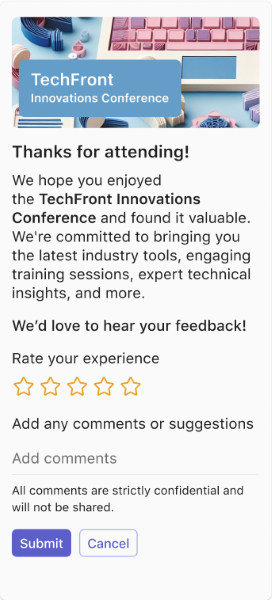 TechFront
Innovations Conference
Thanks for attending!
We hope you enjoyed
the TechFront Innovations
Conference and found it valuable.
We're committed to bringing you
the latest industry tools, engaging
training sessions, expert technical
insights, and more.
We’d love to hear your feedback!
Rate your experience
Add any comments or suggestions
Add comments
All comments are strictly confidential and
will not be shared.
Submit
Cancel